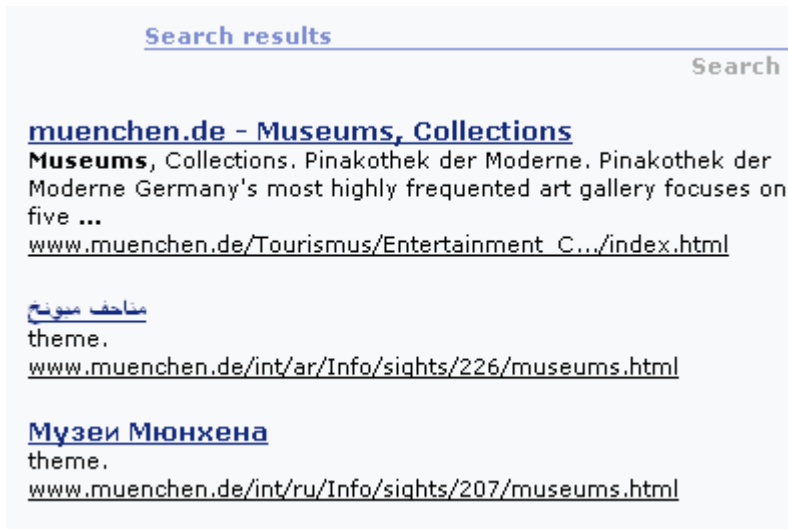 Search results
Search
muenchen.de - Museums, Collections
Museums, Collections. Pinakothek der Moderne. Pinakothek der
Moderne Germany's most highly frequented art gallery focuses on
five ...
www.muenchen.de/Tourismus/Entertainment_C.../index.html
متاحف ميونخ
theme.
www.muenchen.de/int/ar/Info/sights/226/museums.html
Музеи Мюнхена
theme.
www.muenchen.de/int/ru/Info/sights/207/museums.html